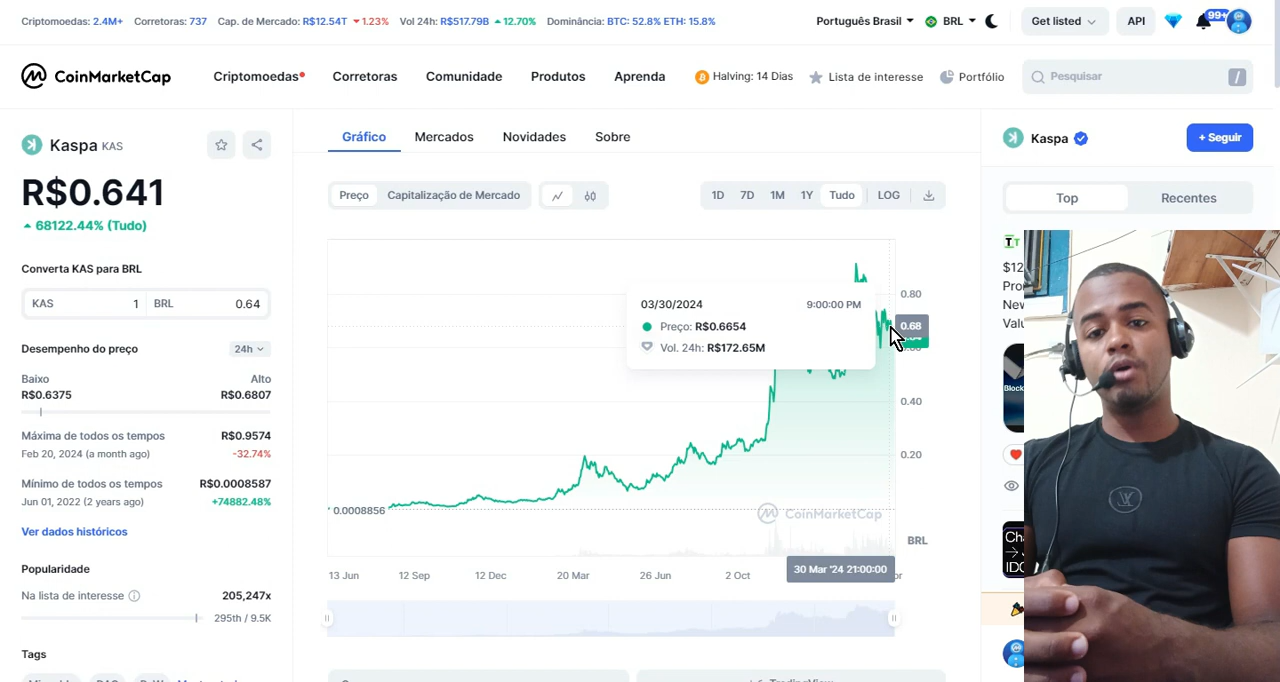 Criptomoedas: 2.4M+ Corretoras: 737 Cap. de Mercado: R$12.54T 1.23% Vol 24h: R$517.79B 12.70% Dominância: BTC: 52.8% ETH: 15.8% Português Brasil BRL Get listed API 99+
CoinMarketCap Criptomoedas Corretoras Comunidade Produtos Aprenda Halving: 14 Dias Lista de interesse Portfólio Pesquisar /
Kaspa KAS
R$0.641
68122.44% (Tudo)
Converta KAS para BRL
KAS 1 BRL 0.64
Desempenho do preço 24h
Baixo Alto
R$0.6375 R$0.6807
Máxima de todos os tempos R$0.9574
Feb 20, 2024 (a month ago) -32.74%
Mínimo de todos os tempos R$0.0008587
Jun 01, 2022 (2 years ago) +74882.48%
Ver dados históricos
Popularidade
Na lista de interesse 205,247x
295th / 9.5K
Tags
Gráfico Mercados Novidades Sobre
Preço Capitalização de Mercado 1D 7D 1M 1Y Tudo LOG
0.80
03/30/2024 9:00:00 PM
Preço: R$0.6654
Vol. 24h: R$172.65M
0.68
0.40
0.20
0.0008856
CoinMarketCap
BRL
30 Mar '24 21:00:00
13 Jun 12 Sep 12 Dec 20 Mar 26 Jun 2 Oct
TradingView
Kaspa + Seguir
Top Recentes
$12
Pro
New
Valu
Block
Cha
IDO